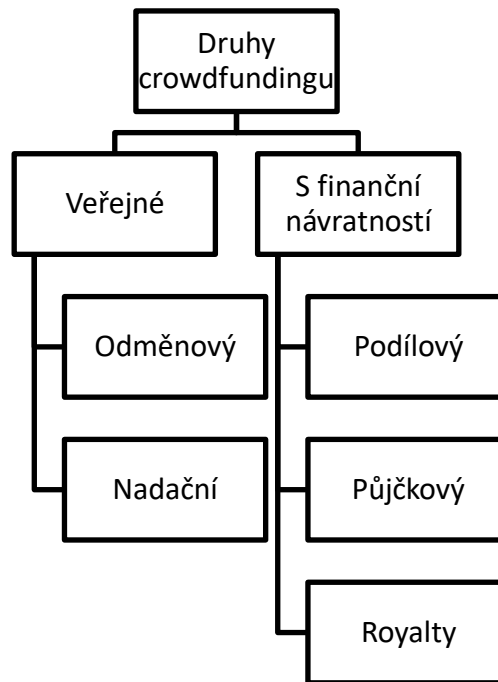 Druhy
crowdfundingu
Veřejné
S finanční
návratností
Odměnový
Podílový
Nadační
Půjčkový
Royalty